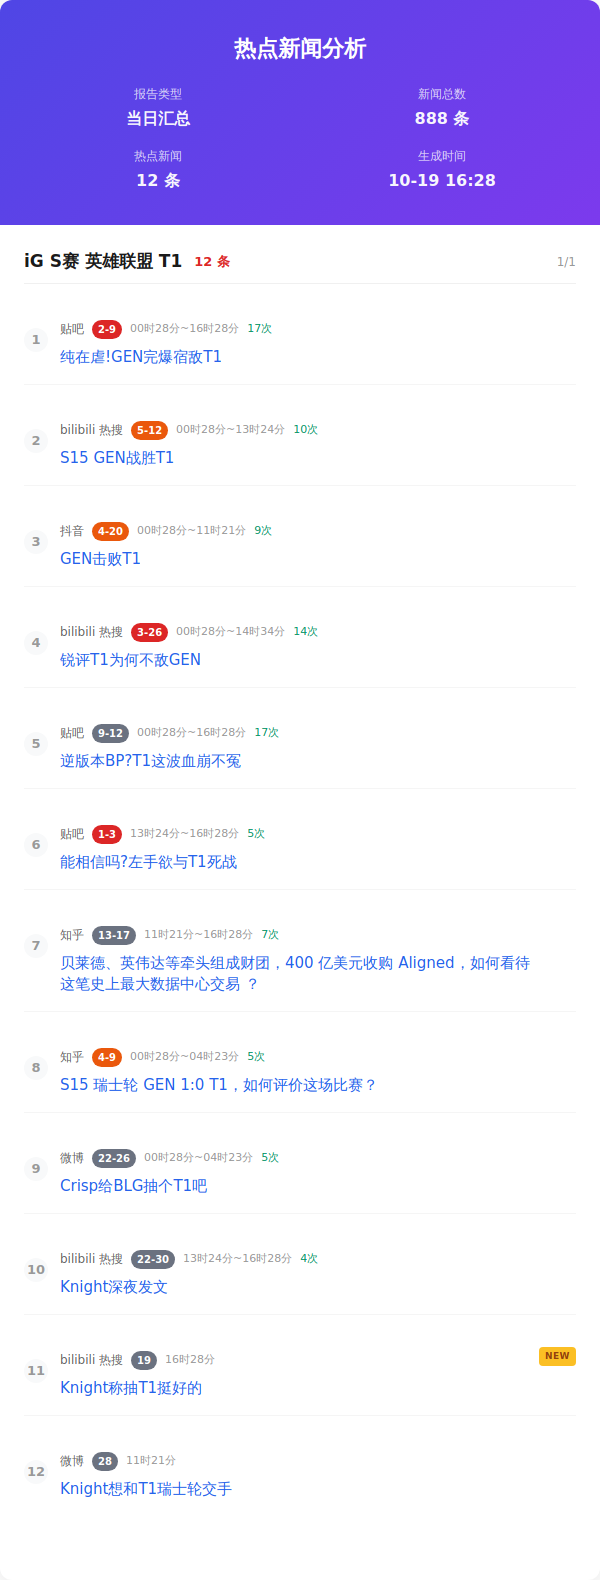 热点新闻分析
报告类型
新闻总数
当日汇总
888 条
热点新闻
生成时间
12 条
10-19 16:28
iG S赛 英雄联盟 T1 12 条 1/1
1
贴吧 2-9 00时28分~16时28分 17次
纯在虐!GEN完爆宿敌T1
2
bilibili 热搜 5-12 00时28分~13时24分 10次
S15 GEN战胜T1
3
抖音 4-20 00时28分~11时21分 9次
GEN击败T1
4
bilibili 热搜 3-26 00时28分~14时34分 14次
锐评T1为何不敌GEN
5
贴吧 9-12 00时28分~16时28分 17次
逆版本BP?T1这波血崩不冤
6
贴吧 1-3 13时24分~16时28分 5次
能相信吗?左手欲与T1死战
7
知乎 13-17 11时21分~16时28分 7次
贝莱德、英伟达等牵头组成财团，400 亿美元收购 Aligned，如何看待
这笔史上最大数据中心交易 ？
8
知乎 4-9 00时28分~04时23分 5次
S15 瑞士轮 GEN 1:0 T1，如何评价这场比赛？
9
微博 22-26 00时28分~04时23分 5次
Crisp给BLG抽个T1吧
10
bilibili 热搜 22-30 13时24分~16时28分 4次
Knight深夜发文
11
bilibili 热搜 19 16时28分 NEW
Knight称抽T1挺好的
12
微博 28 11时21分
Knight想和T1瑞士轮交手